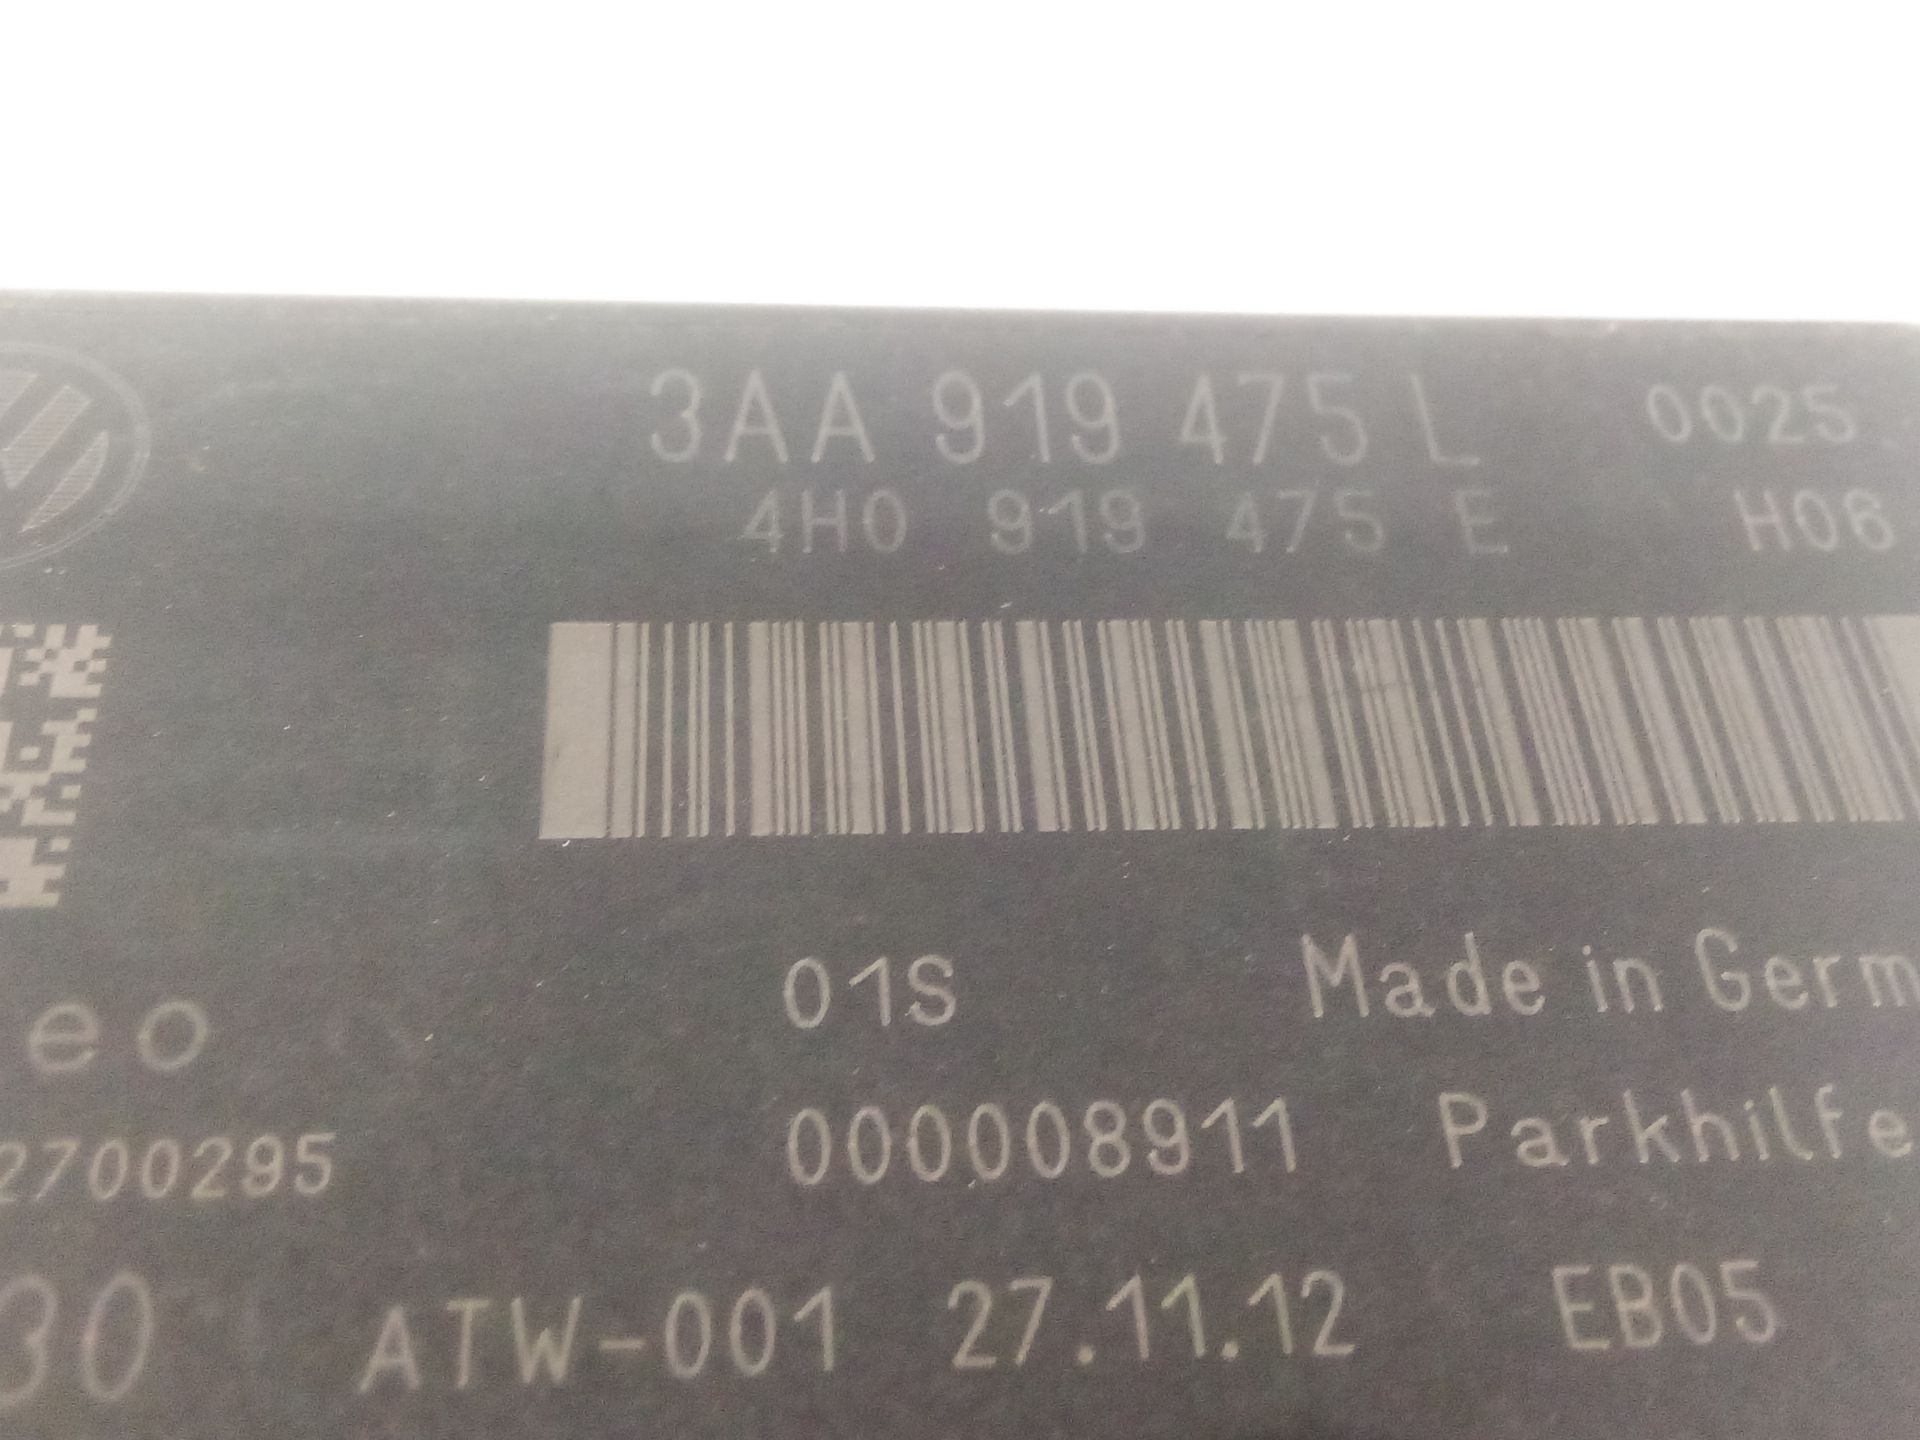 3AA 919 475 L 0025
4H0 919 475 E H06
01S Made in Germ
eo
000008911 Parkhilfe
2700295
30 ATW-001 27.11.12 EB05